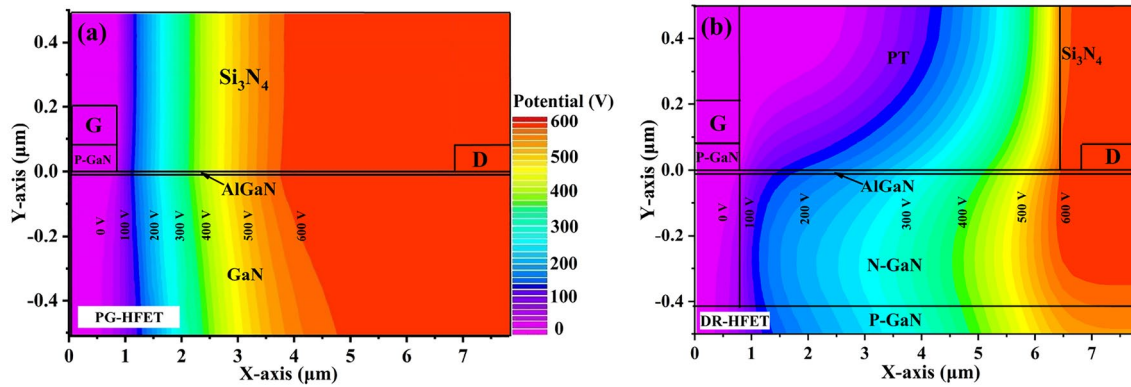 (a)
Si₃N₄
G
P-GaN
D
AlGaN
0 V
100 V
200 V
300 V
400 V
500 V
600 V
GaN
PG-HFET
0.4
0.2
0.0
-0.2
-0.4
Y-axis (μm)
0 1 2 3 4 5 6 7
X-axis (μm)
Potential (V)
600
500
400
300
200
100
0
(b)
PT
Si₃N₄
G
P-GaN
D
AlGaN
0 V
100 V
200 V
300 V
400 V
500 V
600 V
N-GaN
P-GaN
DR-HFET
0.4
0.2
0.0
-0.2
-0.4
Y-axis (μm)
0 1 2 3 4 5 6 7
X-axis (μm)